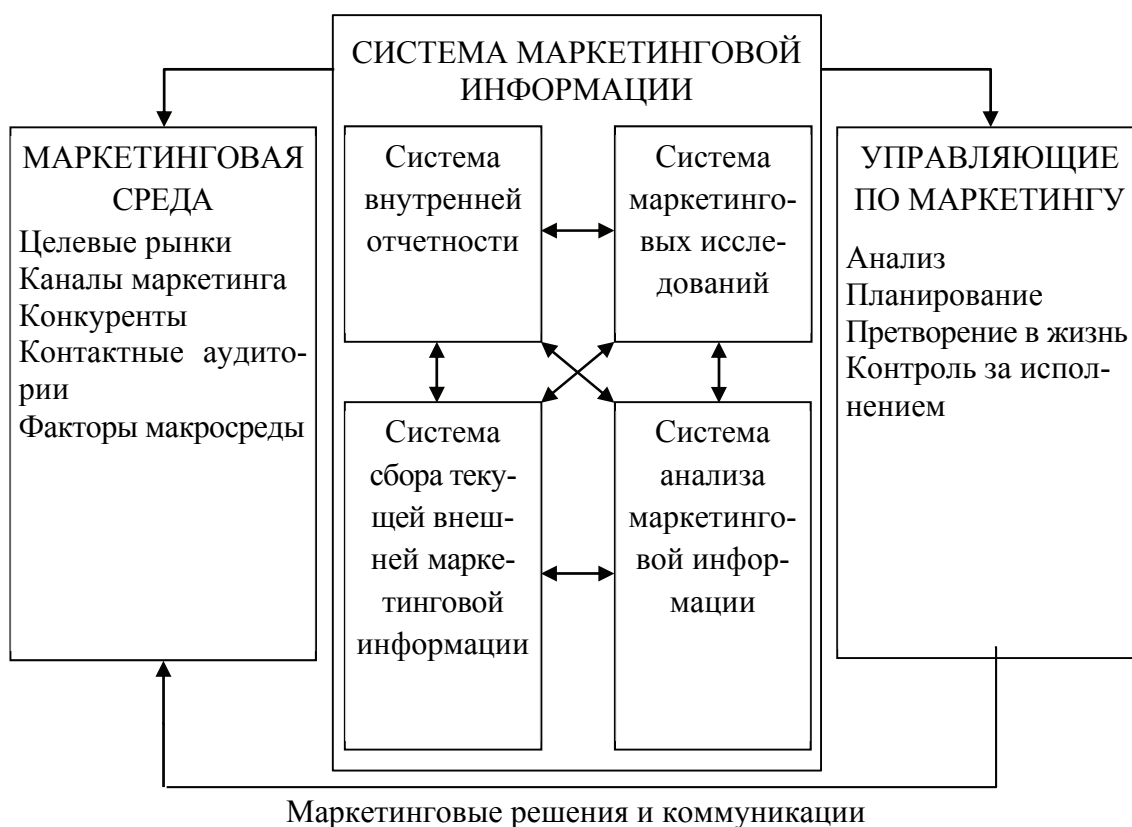 СИСТЕМА МАРКЕТИНГОВОЙ
ИНФОРМАЦИИ
МАРКЕТИНГОВАЯ
СРЕДА
Целевые рынки
Каналы маркетинга
Конкуренты
Контактные аудито-
рии
Факторы макросреды
Система
внутренней
отчетности
Система
маркетинго-
вых иссле-
дований
Система
сбора теку-
щей внеш-
ней марке-
тинговой
информации
Система
анализа
маркетинго-
вой инфор-
мации
УПРАВЛЯЮЩИЕ
ПО МАРКЕТИНГУ
Анализ
Планирование
Претворение в жизнь
Контроль за испол-
нением
Маркетинговые решения и коммуникации